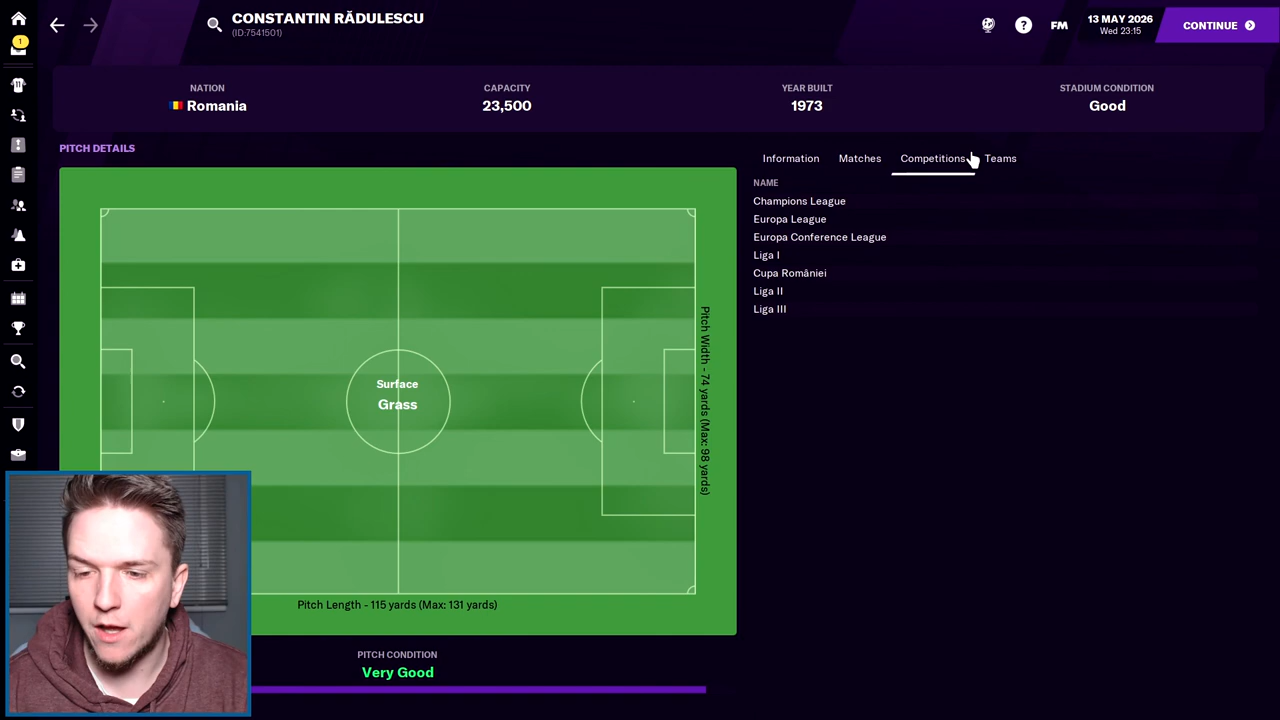 CONSTANTIN RĂDULESCU
(ID:7541501)
FM
13 MAY 2026
Wed 23:15
CONTINUE
1
11
NATION
Romania
CAPACITY
23,500
YEAR BUILT
1973
STADIUM CONDITION
Good
PITCH DETAILS
Surface
Grass
Pitch Width - 74 yards (Max: 98 yards)
Pitch Length - 115 yards (Max: 131 yards)
PITCH CONDITION
Very Good
Information
Matches
Competitions
Teams
NAME
Champions League
Europa League
Europa Conference League
Liga I
Cupa României
Liga II
Liga III